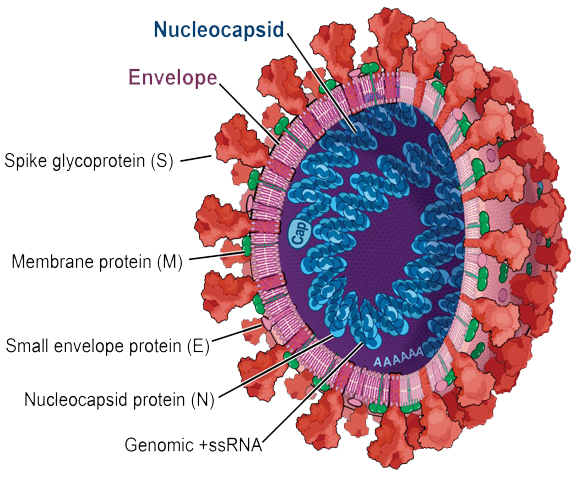 Nucleocapsid
Envelope
Spike glycoprotein (S)
Cap
Membrane protein (M)
Small envelope protein (E)
AAAAAA
Nucleocapsid protein (N)
Genomic +ssRNA